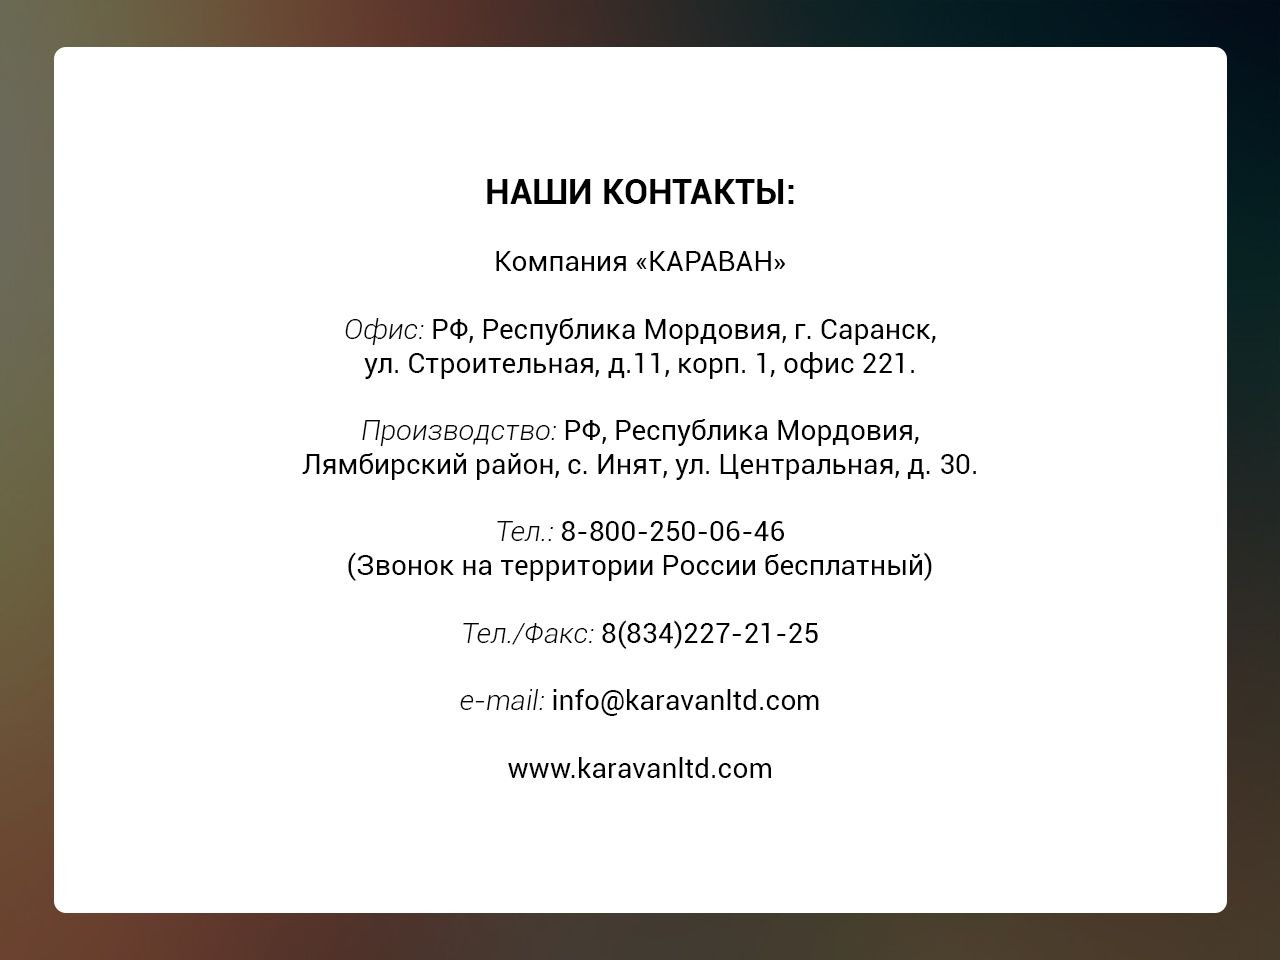 НАШИ КОНТАКТЫ:
Компания «КАРАВАН»
Офис: РФ, Республика Мордовия, г. Саранск,
ул. Строительная, д.11, корп. 1, офис 221.
Производство: РФ, Республика Мордовия,
Лямбирский район, с. Инят, ул. Центральная, д. 30.
Тел.: 8-800-250-06-46
(Звонок на территории России бесплатный)
Тел./Факс: 8(834)227-21-25
e-mail: info@karavanltd.com
www.karavanltd.com